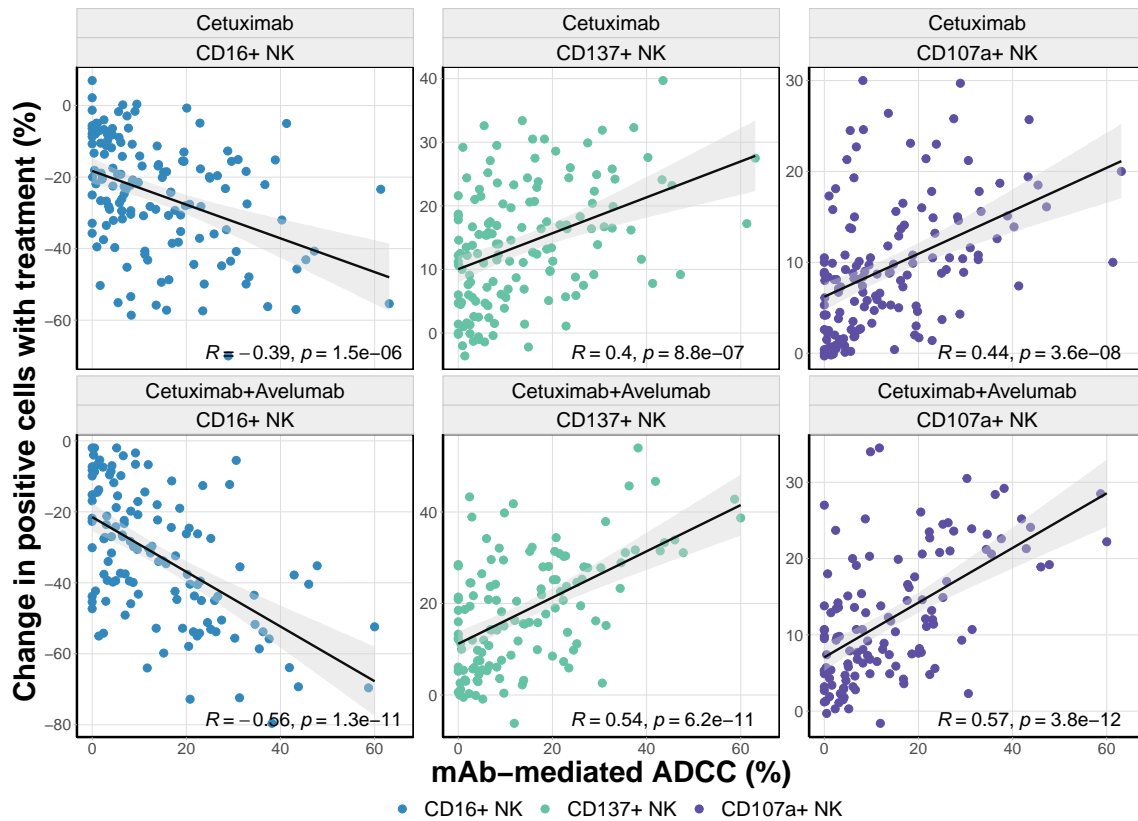 Cetuximab Cetuximab Cetuximab
CD16+ NK CD137+ NK CD107a+ NK
Change in positive cells with treatment (%)
0
−20
−40
−60
R = −0.39, p = 1.5e−06
40
30
20
10
0
R = 0.4, p = 8.8e−07
30
20
10
0
R = 0.44, p = 3.6e−08
Cetuximab+Avelumab Cetuximab+Avelumab Cetuximab+Avelumab
CD16+ NK CD137+ NK CD107a+ NK
0
−20
−40
−60
−80
R = −0.56, p = 1.3e−11
40
20
0
R = 0.54, p = 6.2e−11
30
20
10
0
R = 0.57, p = 3.8e−12
0 20 40 60 0 20 40 60 0 20 40 60
mAb−mediated ADCC (%)
CD16+ NK CD137+ NK CD107a+ NK